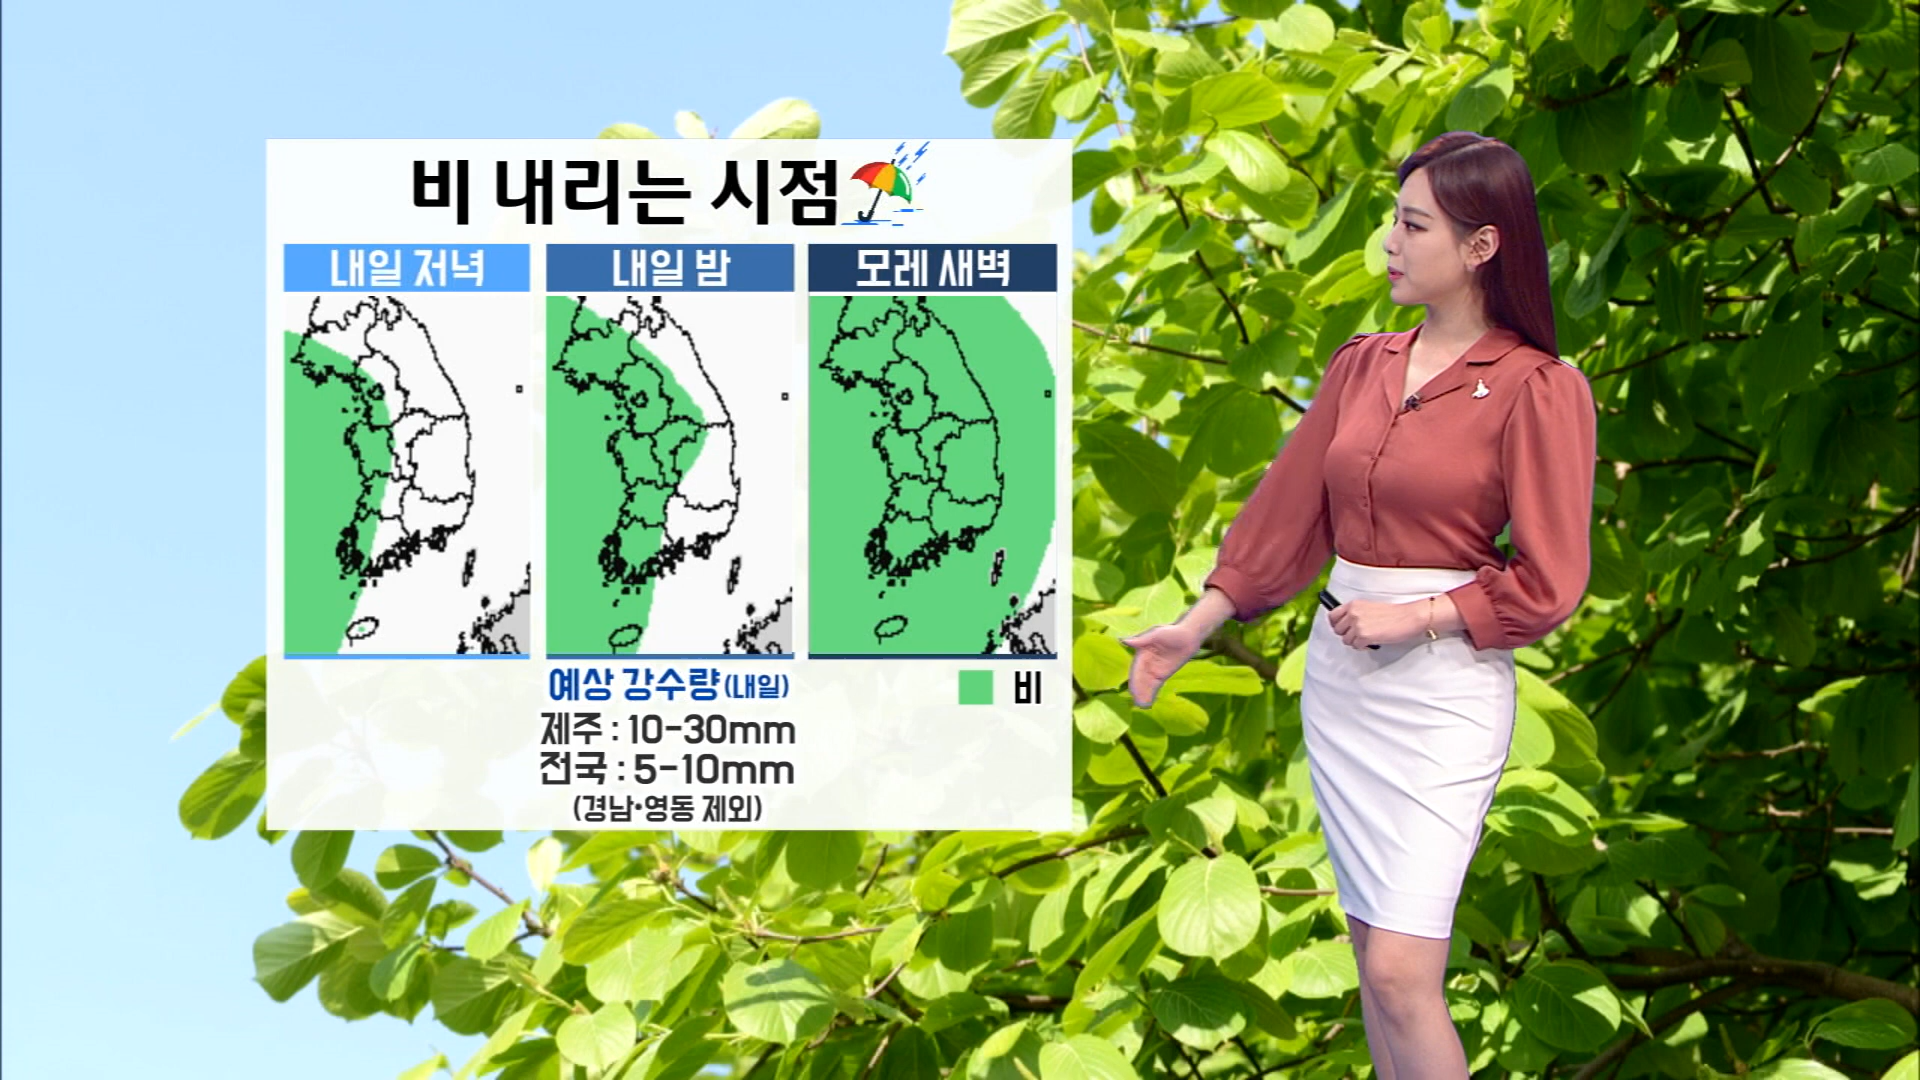 비 내리는 시점
내일 저녁
내일 밤
모레 새벽
예상 강수량(내일)
비
제주 : 10-30mm
전국 : 5-10mm
(경남·영동 제외)